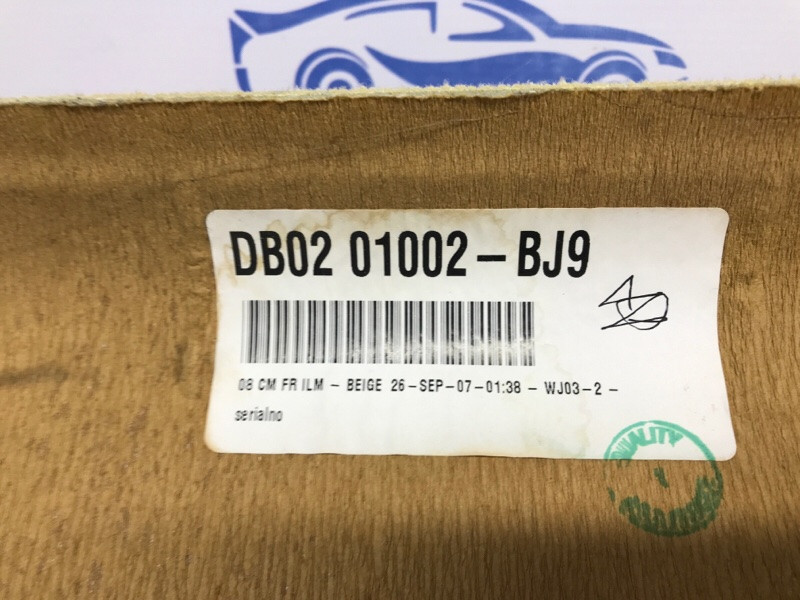 DB02 01002-BJ9
08 CM FR ILM - BEIGE 26-SEP-07-01:38 - WJ03-2 -
serialno